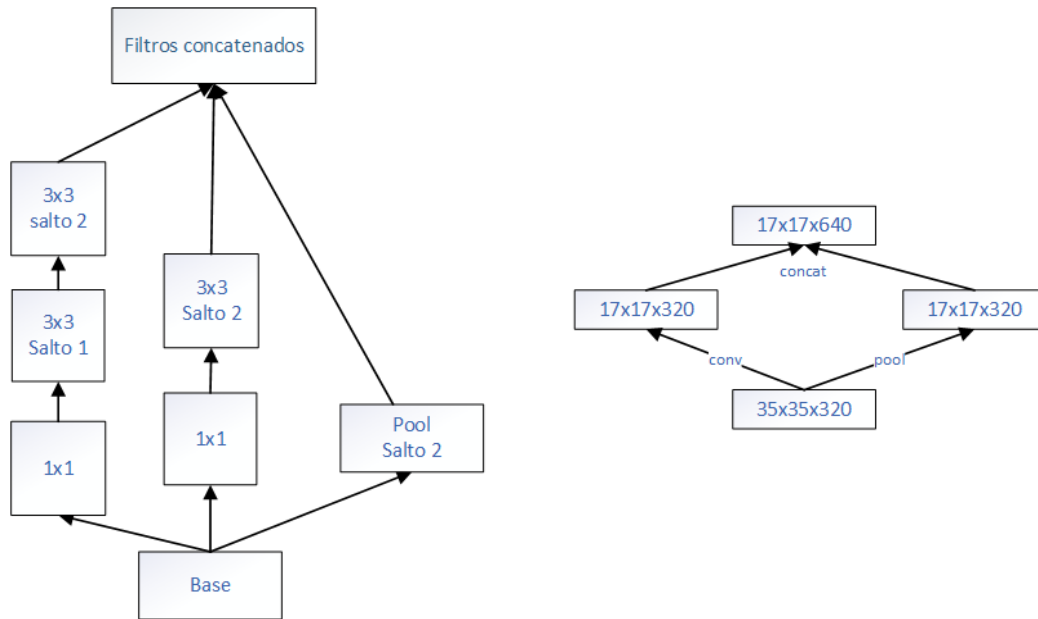 Filtros concatenados
3x3
salto 2
3x3
Salto 1
1x1
3x3
Salto 2
1x1
Pool
Salto 2
Base
17x17x640
concat
17x17x320
17x17x320
conv
pool
35x35x320